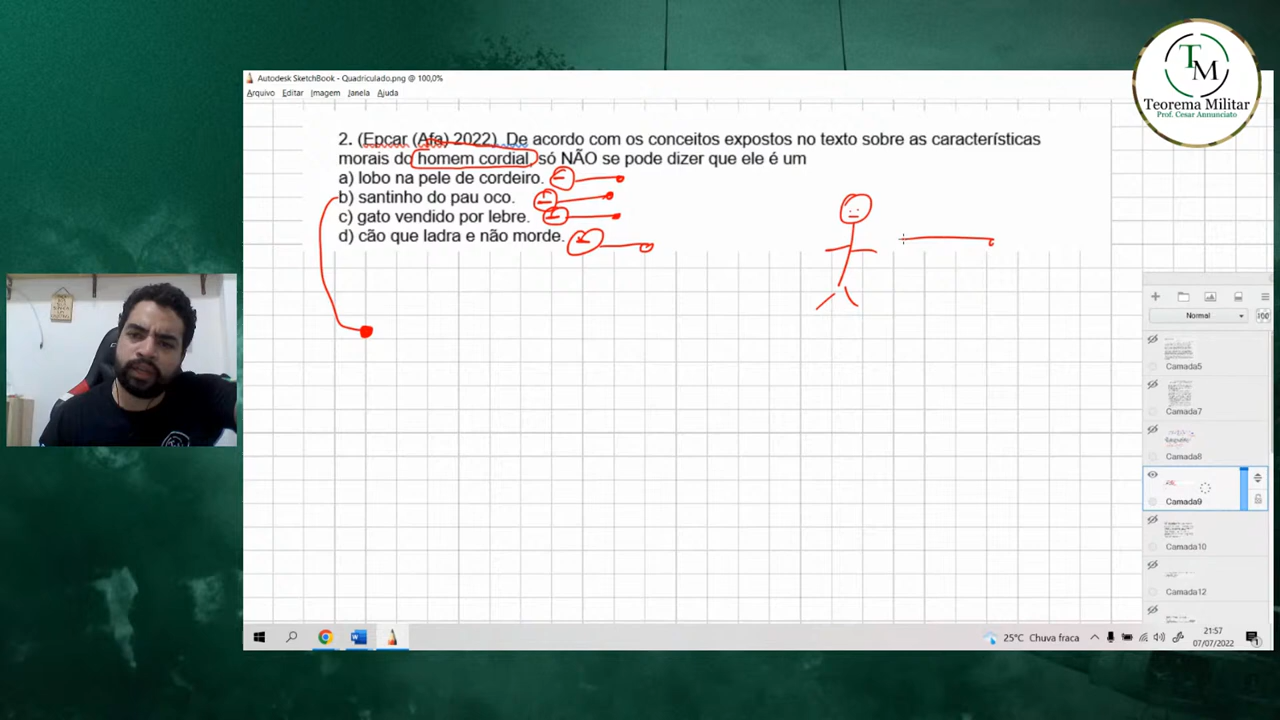 TM
Teorema Militar
Prof. Cesar Annunciato
Autodesk SketchBook - Quadriculado.png @ 100,0%
Arquivo Editar Imagem Janela Ajuda
2. (Epcar (Afa) 2022) De acordo com os conceitos expostos no texto sobre as características
morais do homem cordial, só NÃO se pode dizer que ele é um
a) lobo na pele de cordeiro.
b) santinho do pau oco.
c) gato vendido por lebre.
d) cão que ladra e não morde.
Normal 100
Camada5
Camada7
Camada8
Camada9
Camada10
Camada12
25°C Chuva fraca
21:57
07/07/2022